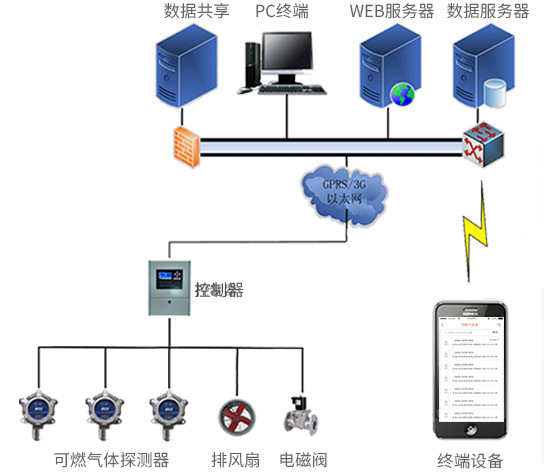 数据共享
PC终端
WEB服务器
数据服务器
GPRS/3G
以太网
控制器
可燃气体探测器
排风扇
电磁阀
终端设备